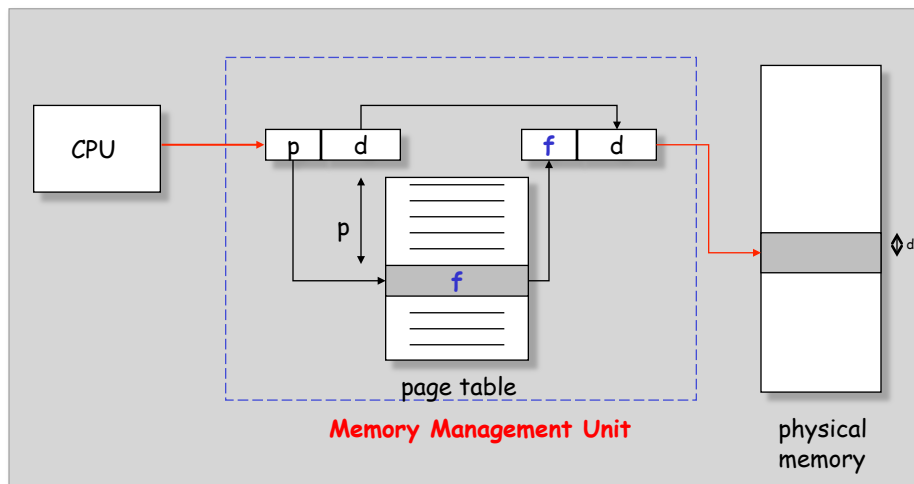 CPU
p d
f d
p
f
d
page table
Memory Management Unit
physical
memory